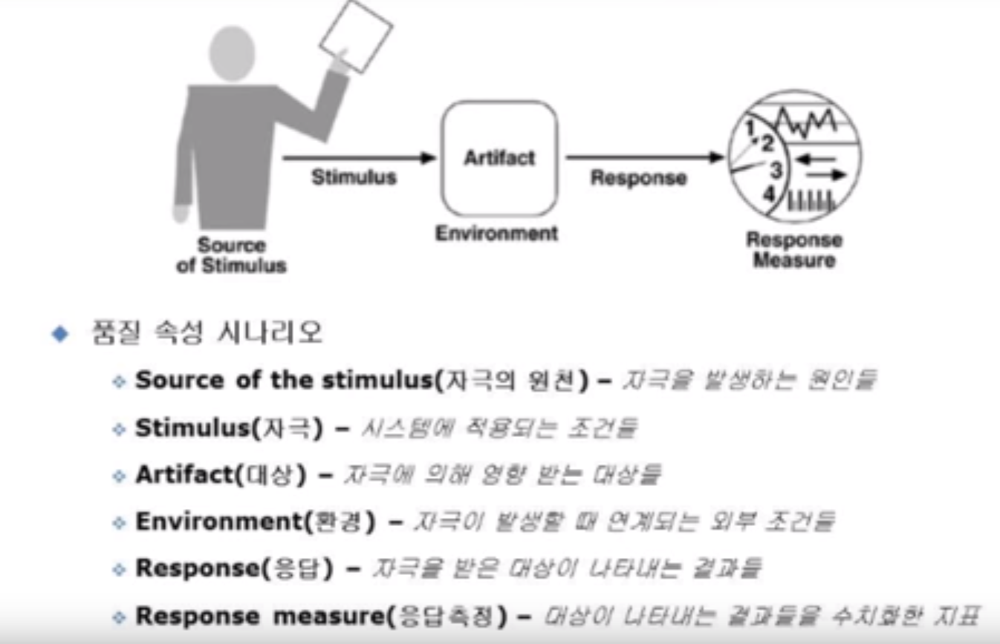 Artifact
Stimulus
Response
1
2
3
4
Environment
Source
of Stimulus
Response
Measure
품질 속성 시나리오
Source of the stimulus(자극의 원천) – 자극을 발생하는 원인들
Stimulus(자극) – 시스템에 적용되는 조건들
Artifact(대상) – 자극에 의해 영향 받는 대상들
Environment(환경) – 자극이 발생할 때 연계되는 외부 조건들
Response(응답) – 자극을 받은 대상이 나타내는 결과들
Response measure(응답측정) – 대상이 나타내는 결과들을 수치화한 지표